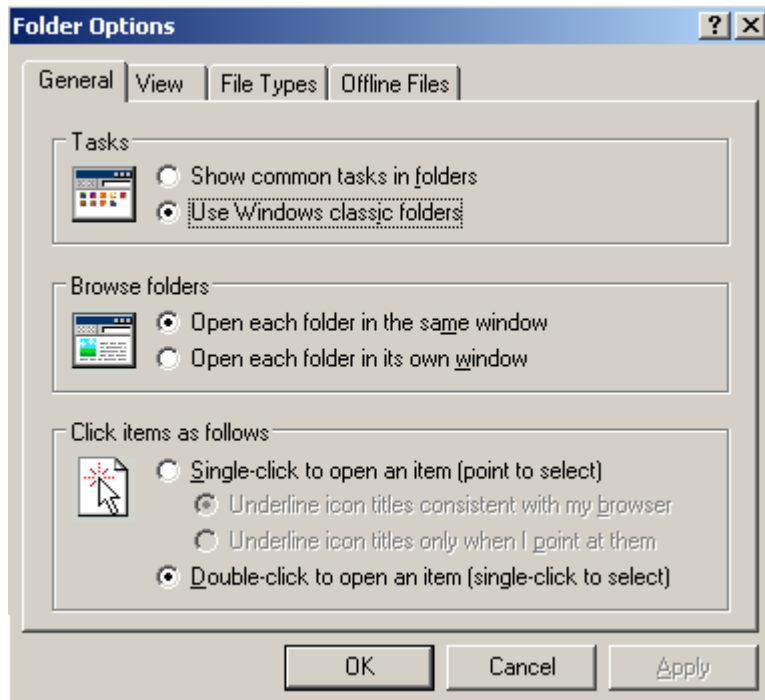 Folder Options
General View File Types Offline Files
Tasks
Show common tasks in folders
Use Windows classic folders
Browse folders
Open each folder in the same window
Open each folder in its own window
Click items as follows
Single-click to open an item (point to select)
Underline icon titles consistent with my browser
Underline icon titles only when I point at them
Double-click to open an item (single-click to select)
OK Cancel Apply